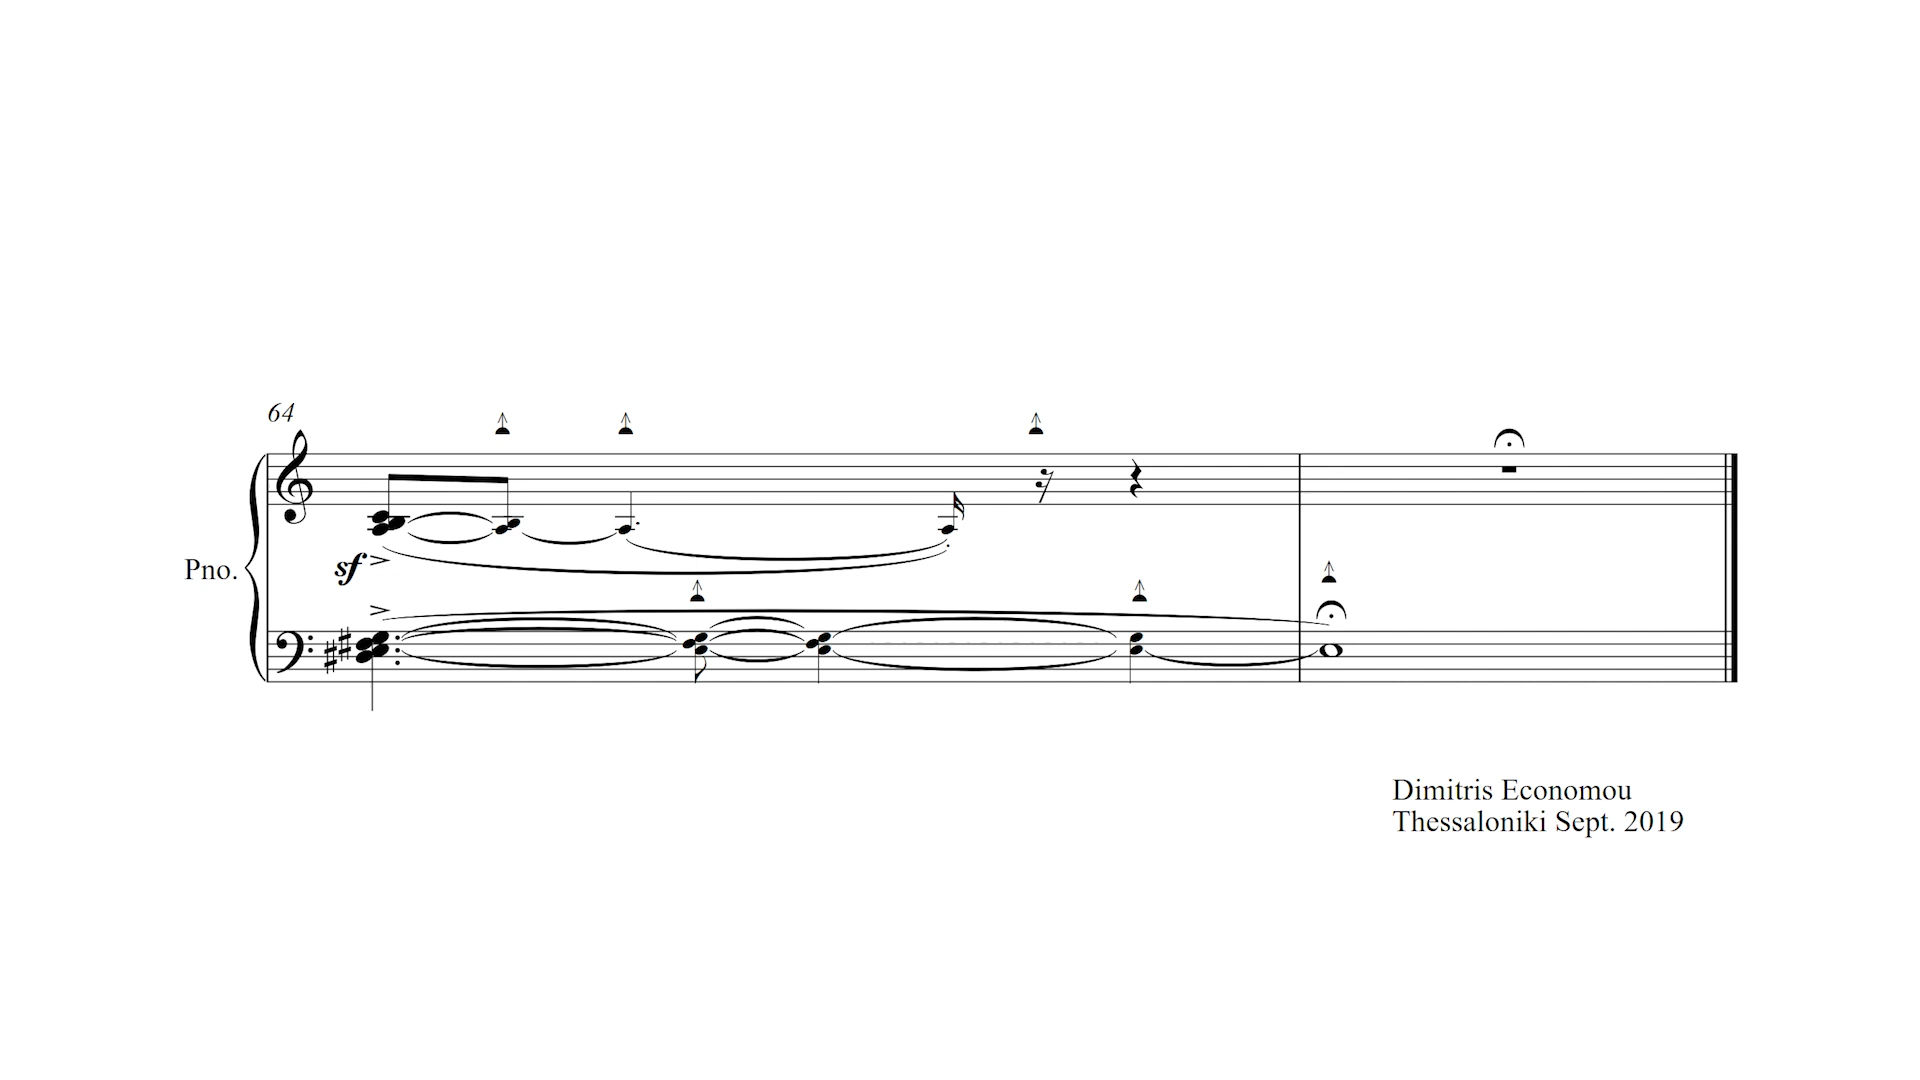 64
sf
Pno.
Dimitris Economou
Thessaloniki Sept. 2019